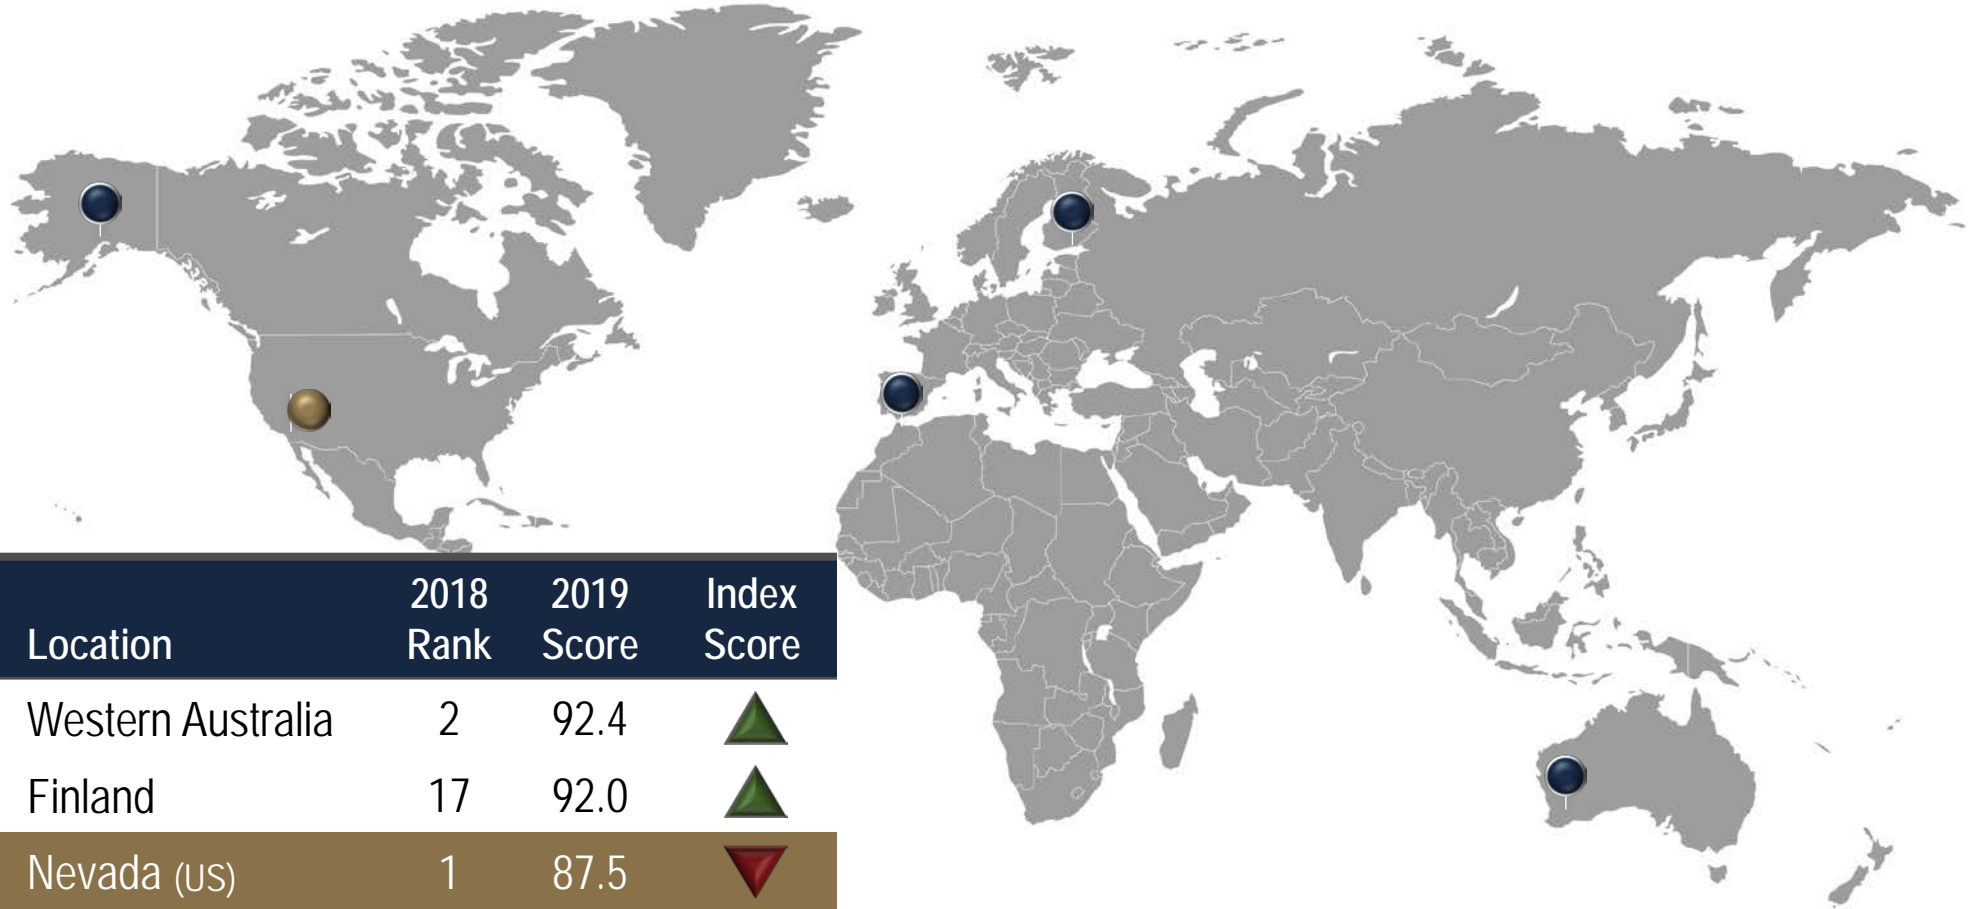 Location 2018 Rank 2019 Score Index Score
Western Australia 2 92.4
Finland 17 92.0
Nevada (US) 1 87.5